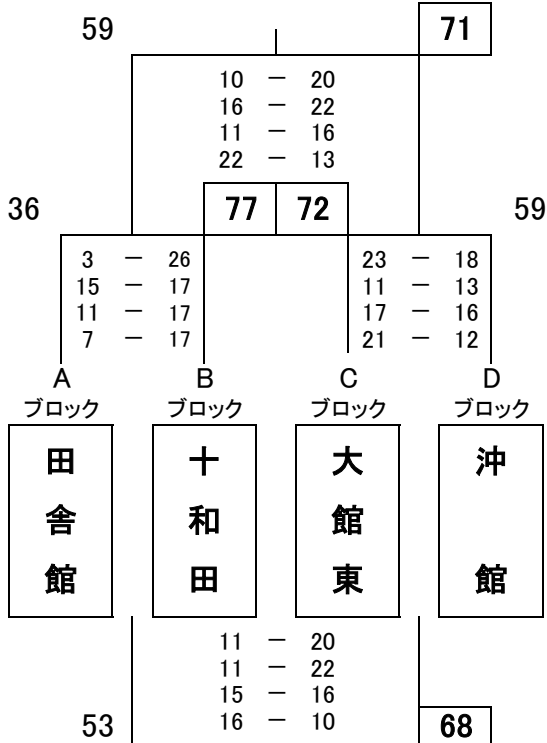 59 71
10 － 20
16 － 22
11 － 16
22 － 13
36 77 72 59
3 － 26 23 － 18
15 － 17 11 － 13
11 － 17 17 － 16
7 － 17 21 － 12
A B C D
ブロック ブロック ブロック ブロック
田舎館 十和田 大館東 沖館
11 － 20
11 － 22
15 － 16
16 － 10
53 68